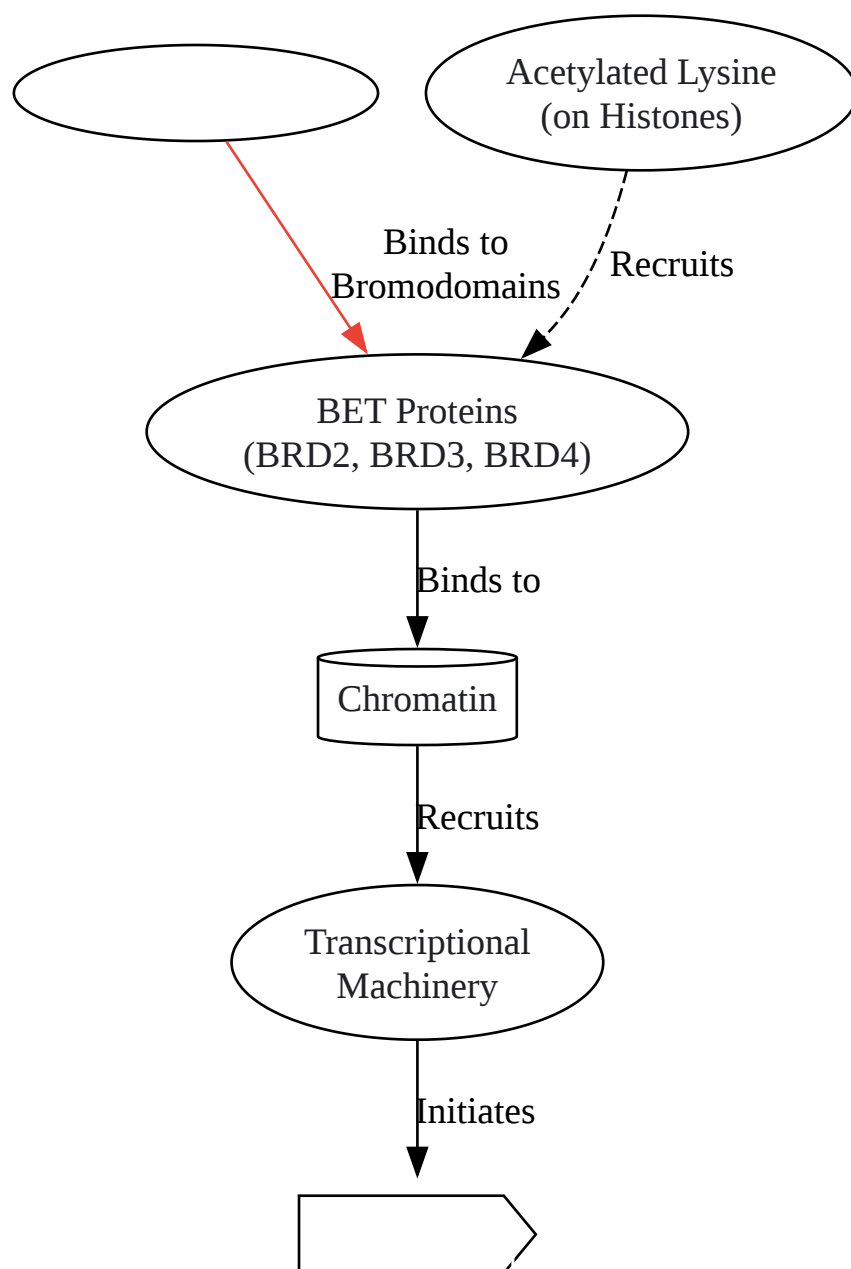 Acetylated Lysine
(on Histones)
Binds to
Bromodomains
Recruits
BET Proteins
(BRD2, BRD3, BRD4)
Binds to
Chromatin
Recruits
Transcriptional
Machinery
Initiates